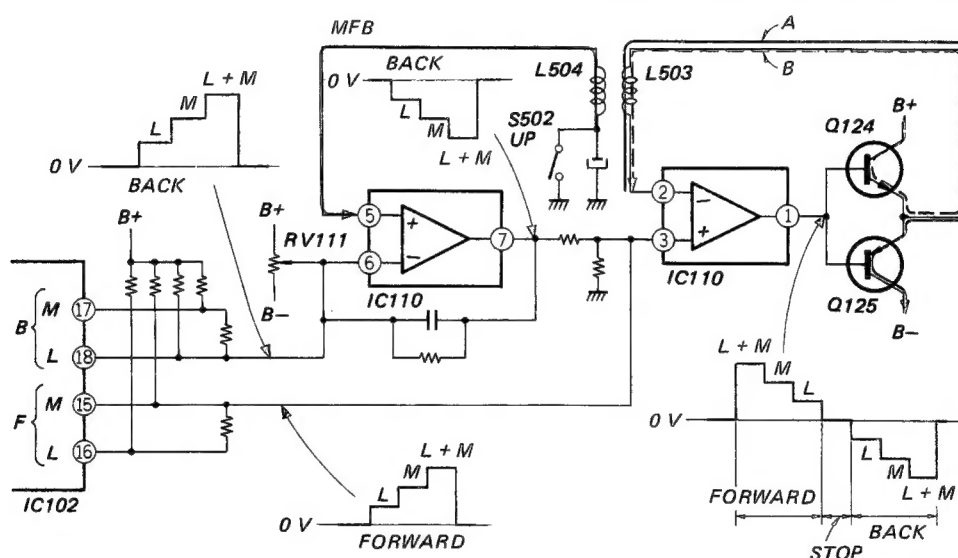 MFB
A
B
L504
L503
BACK
0 V
L
M
L + M
L + M
M
L
0 V
BACK
S502
UP
B+
Q124
B+
RV111
5
+
6
−
7
IC110
2
−
3
+
1
IC110
Q125
B−
B+
B−
B
M
17
L
18
F
M
15
L
16
IC102
L + M
M
L
0 V
FORWARD
L + M
M
L
0 V
L
M
L + M
FORWARD
BACK
STOP